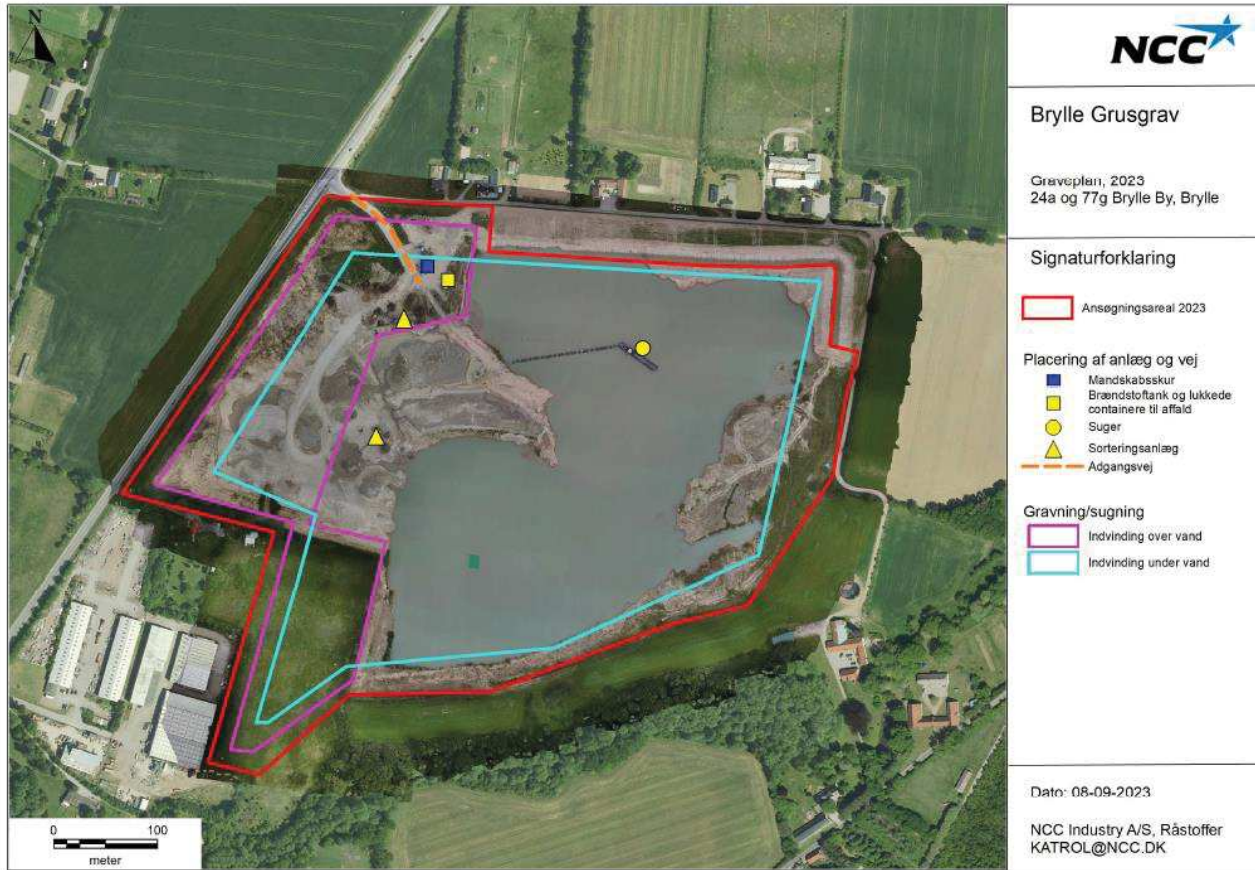 N
NCC
Brylle Grusgrav
Graveplan, 2023
24a og 77g Brylle By, Brylle
Signaturforklaring
Ansøgningsareal 2023
Placering af anlæg og vej
Mandskabsskur
Brændstoftank og lukkede
containere til affald
Suger
Sorteringsanlæg
Adgangsvej
Gravning/sugning
Indvinding over vand
Indvinding under vand
0 100
meter
Dato: 08-09-2023
NCC Industry A/S, Råstoffer
KATROL@NCC.DK